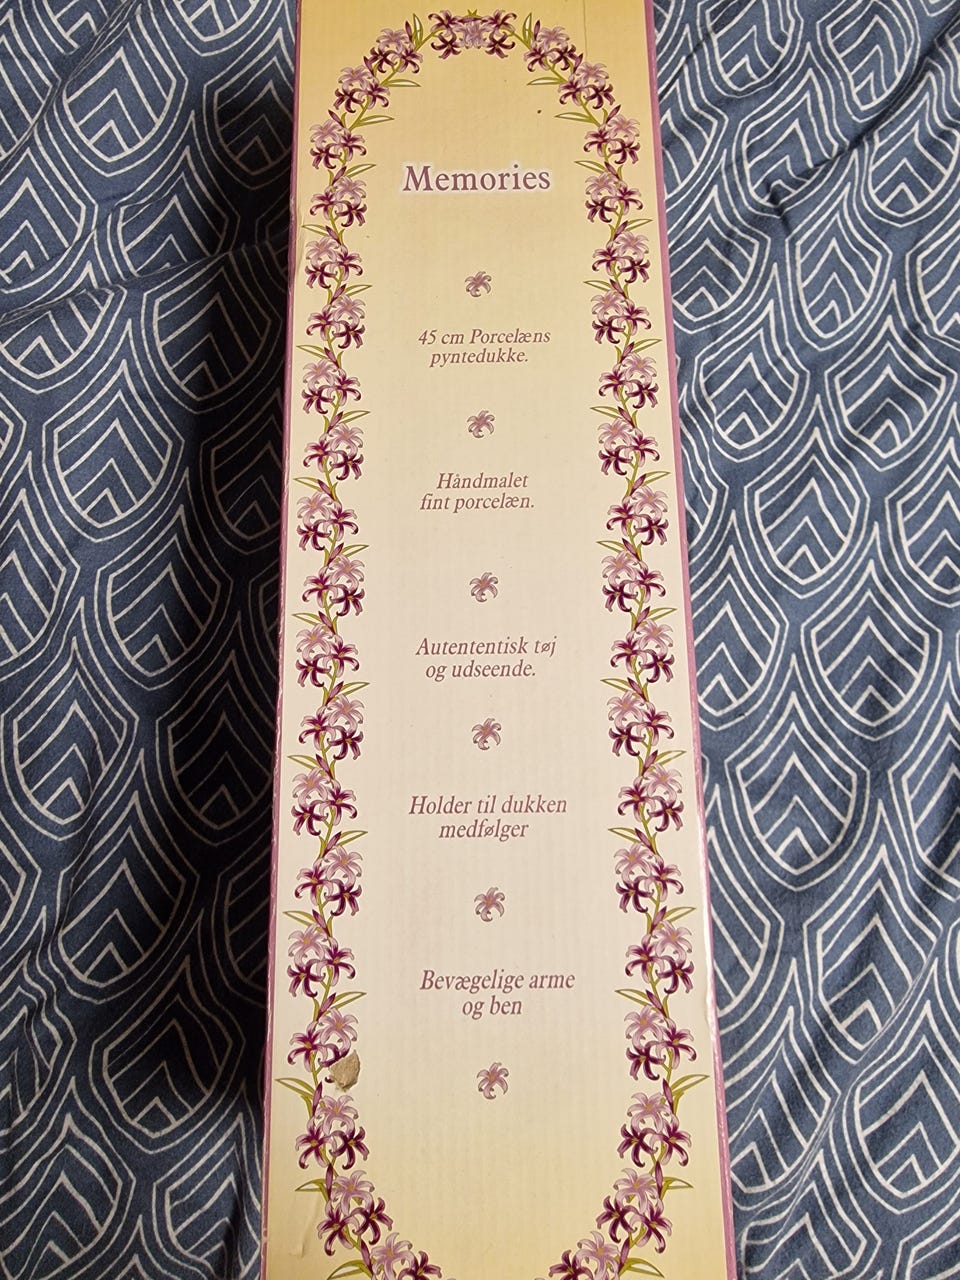 Memories
45 cm Porcelæns
pyntedukke.
Håndmalet
fint porcelæn.
Autententisk tøj
og udseende.
Holder til dukken
medfølger
Bevægelige arme
og ben